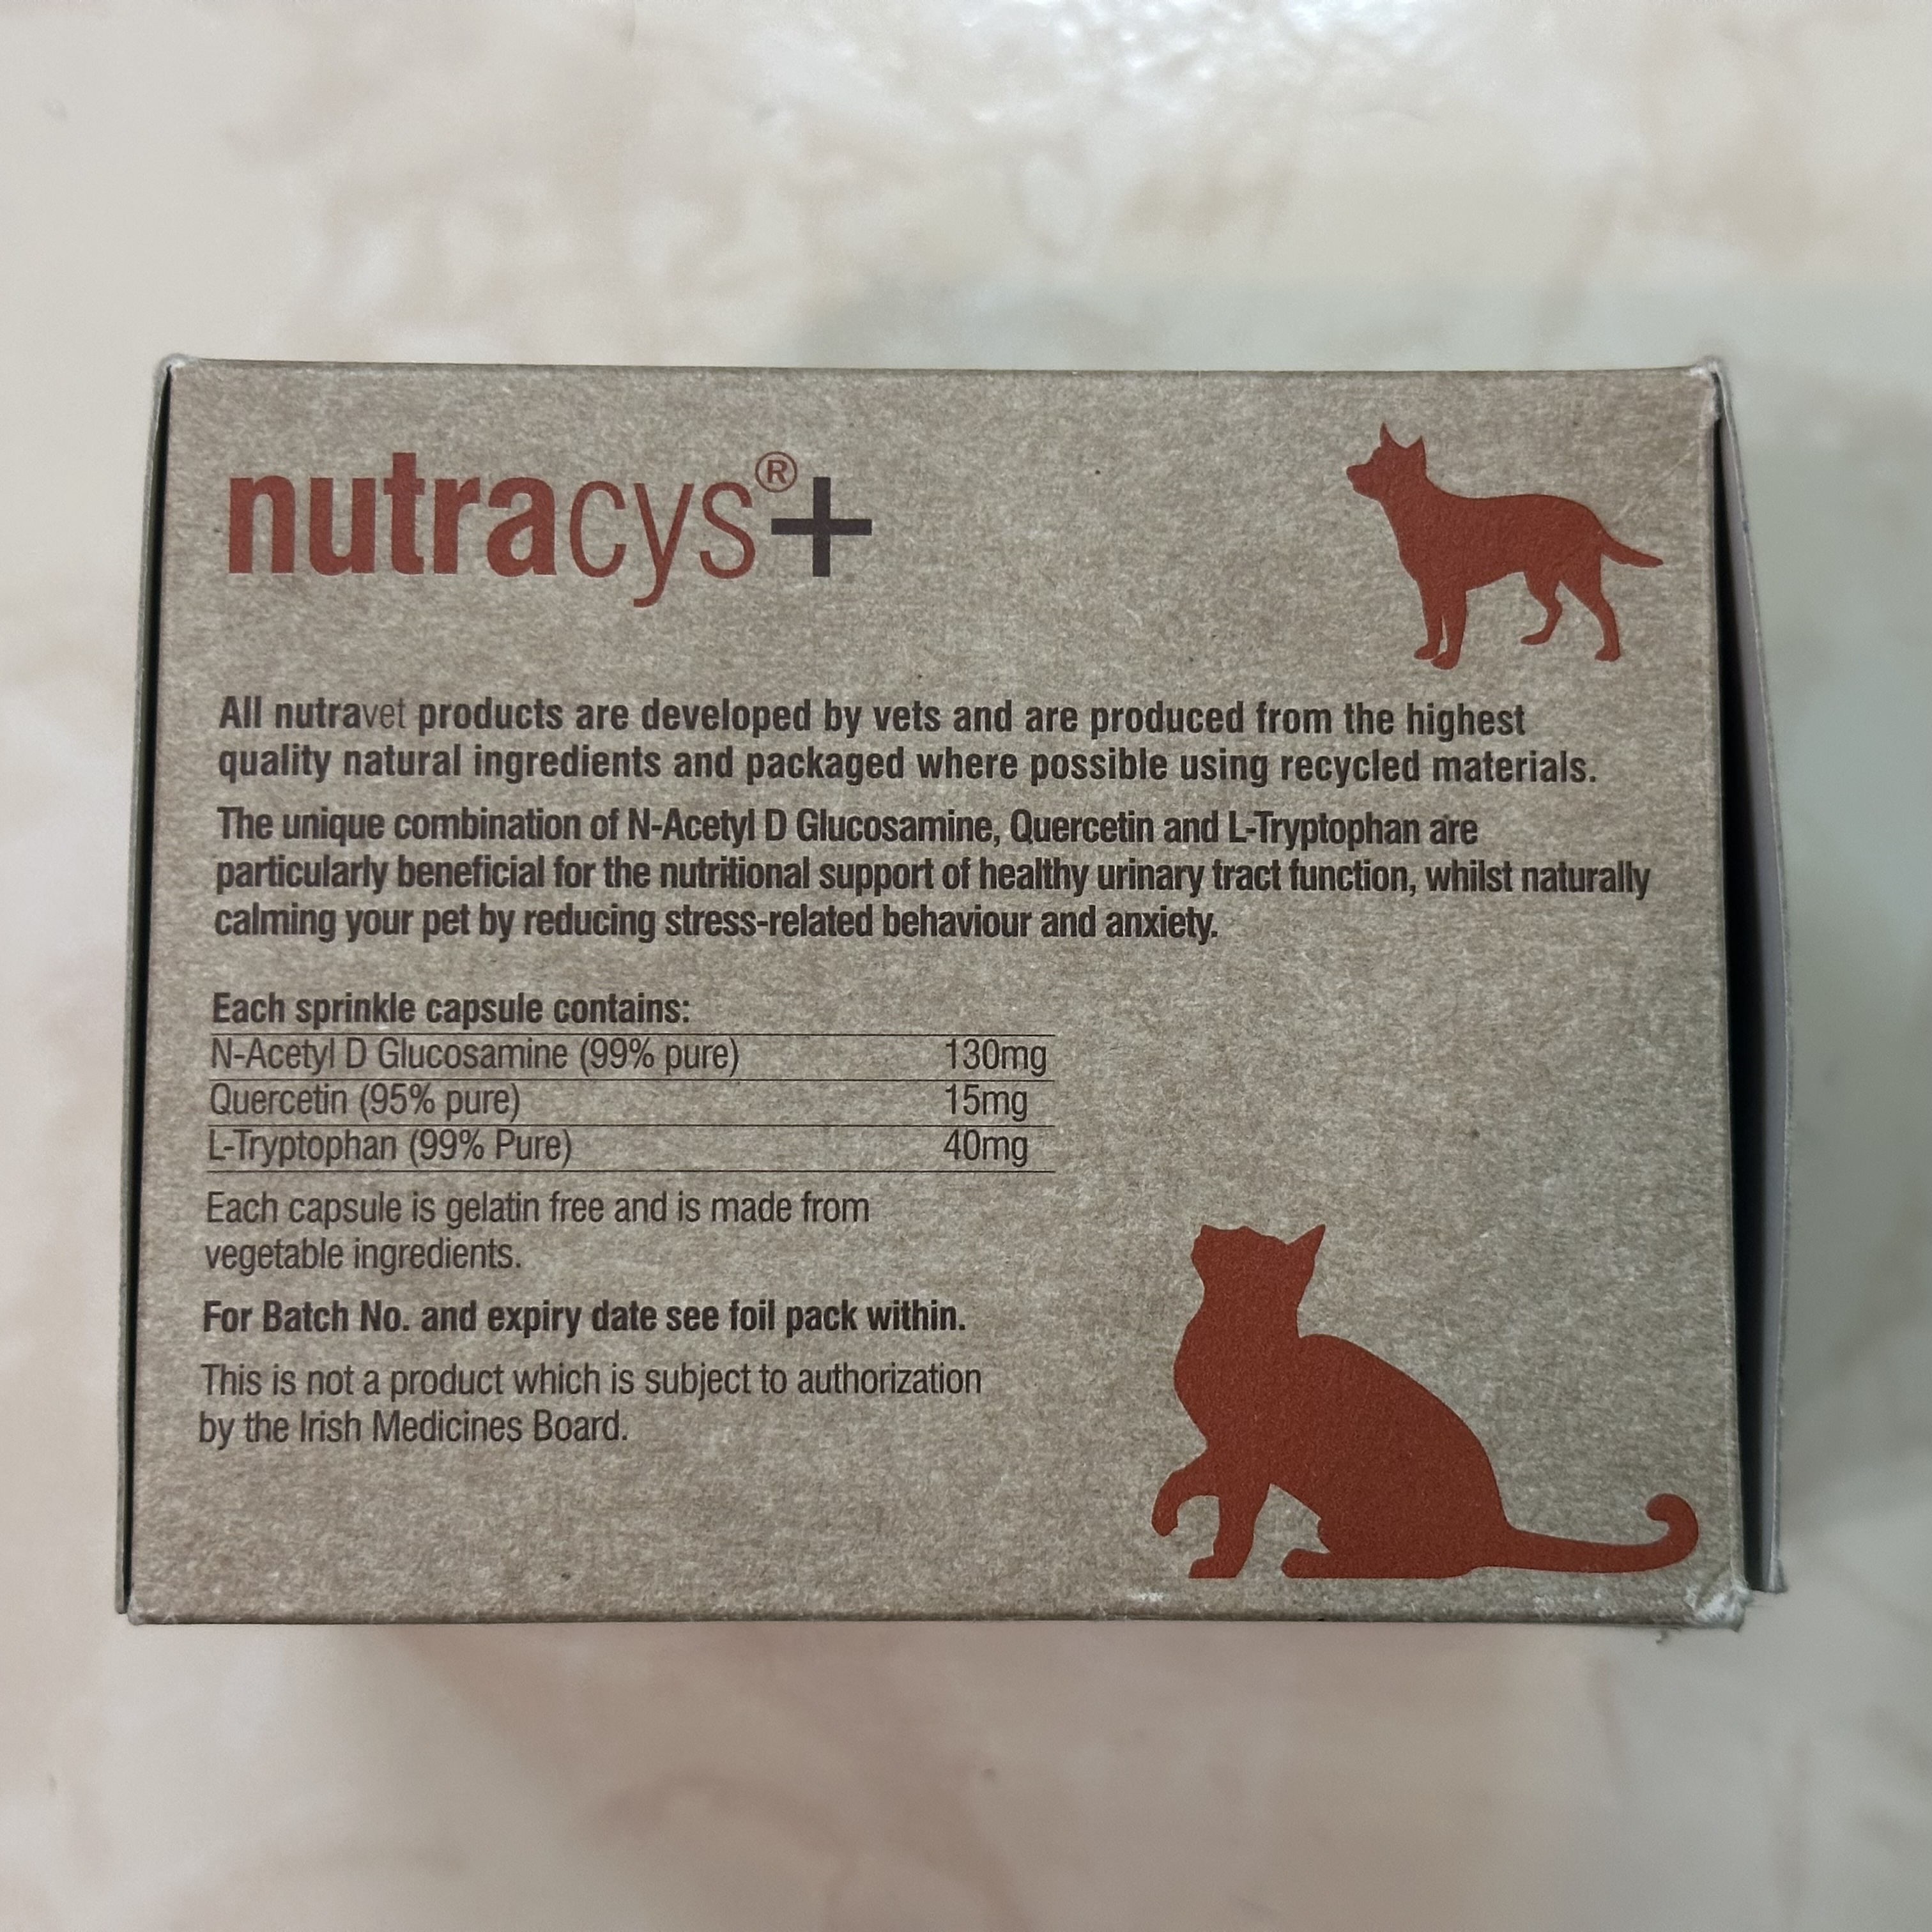 nutracys®+
All nutravet products are developed by vets and are produced from the highest
quality natural ingredients and packaged where possible using recycled materials.
The unique combination of N-Acetyl D Glucosamine, Quercetin and L-Tryptophan are
particularly beneficial for the nutritional support of healthy urinary tract function, whilst naturally
calming your pet by reducing stress-related behaviour and anxiety.
Each sprinkle capsule contains:
N-Acetyl D Glucosamine (99% pure) 130mg
Quercetin (95% pure) 15mg
L-Tryptophan (99% Pure) 40mg
Each capsule is gelatin free and is made from
vegetable ingredients.
For Batch No. and expiry date see foil pack within.
This is not a product which is subject to authorization
by the Irish Medicines Board.